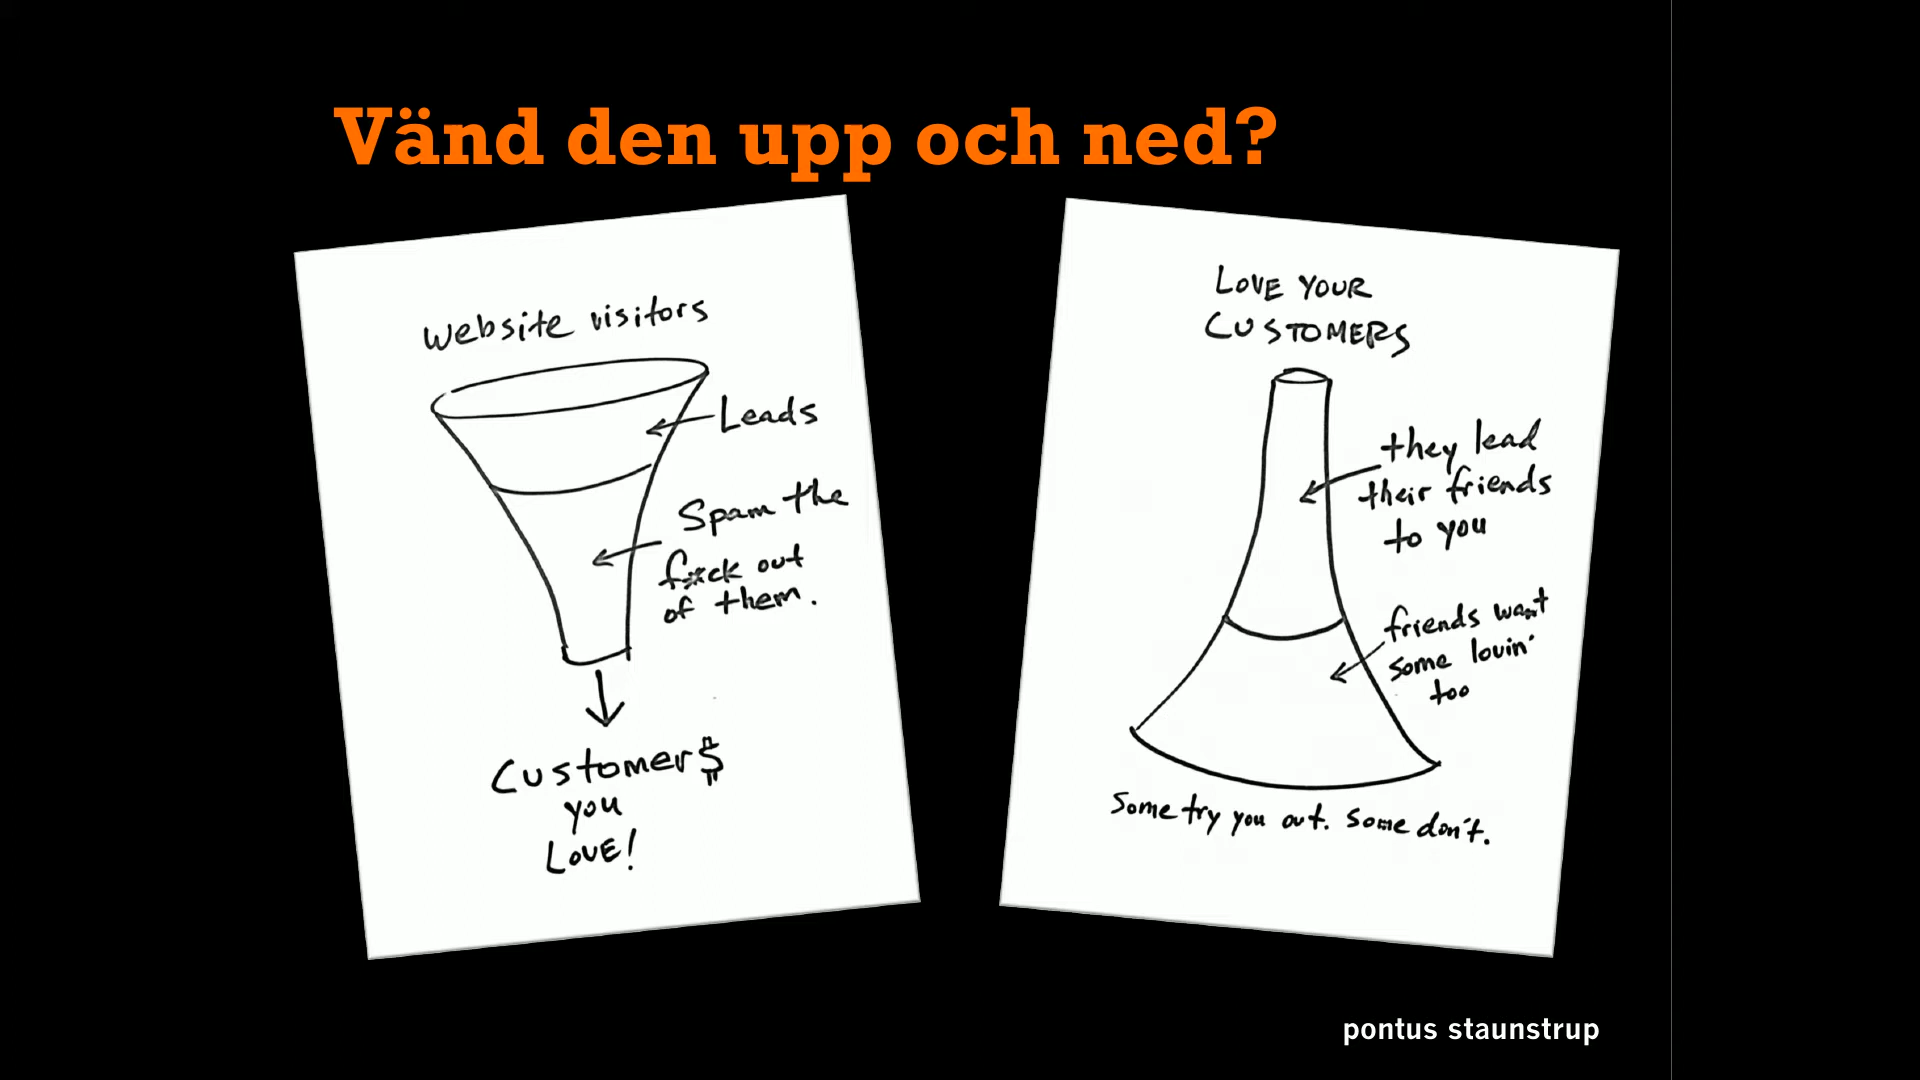 Vänd den upp och ned?
website visitors
Leads
Spam the
f*ck out
of them.
Customer$
you
LOVE!
LOVE YOUR
CUSTOMERS
they lead
their friends
to you
friends want
some lovin'
too
Some try you out. Some don't.
pontus staunstrup